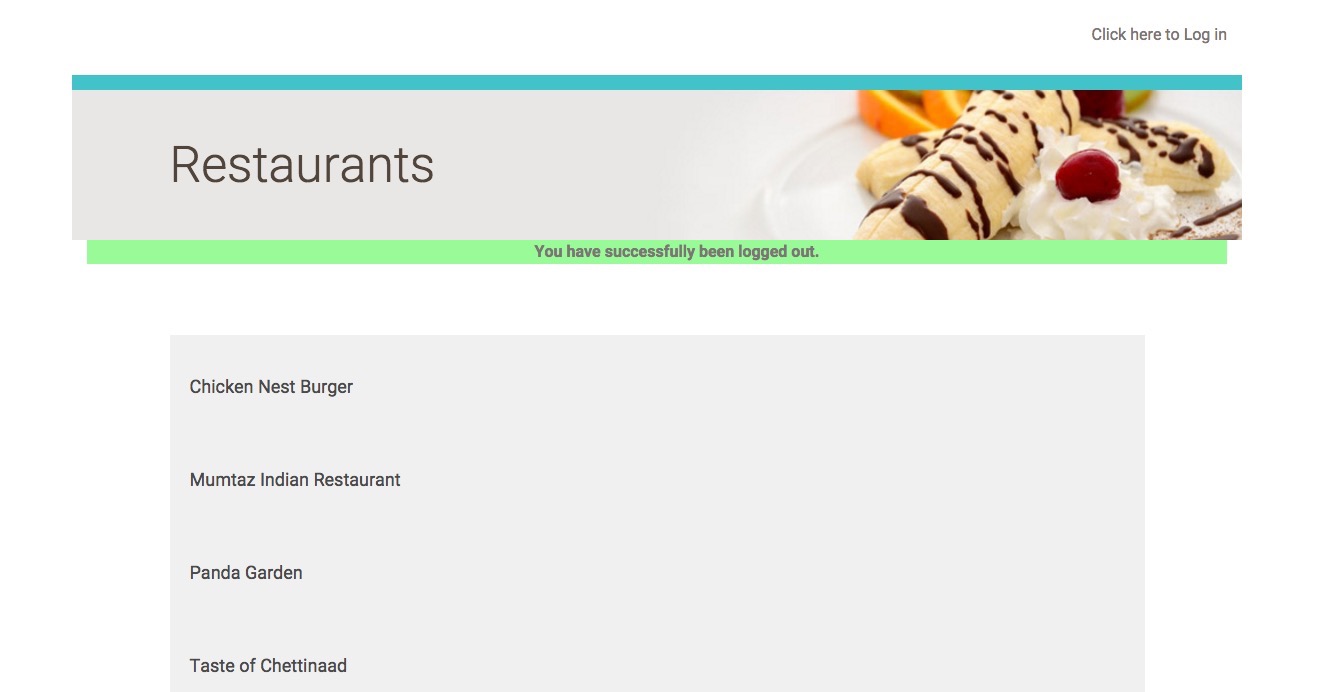 Click here to Log in
Restaurants
You have successfully been logged out.
Chicken Nest Burger
Mumtaz Indian Restaurant
Panda Garden
Taste of Chettinaad